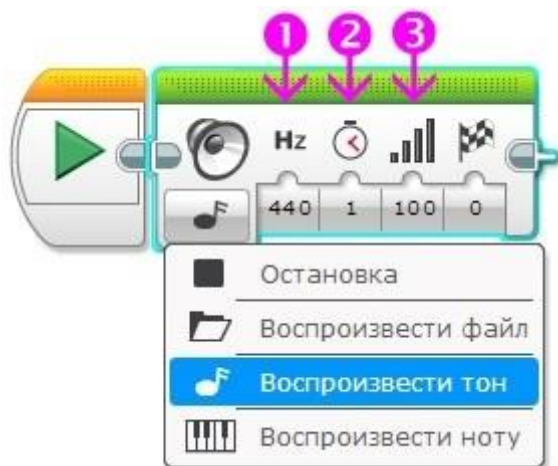 1 2 3
Hz
440 1 100 0
Остановка
Воспроизвести файл
Воспроизвести тон
Воспроизвести ноту